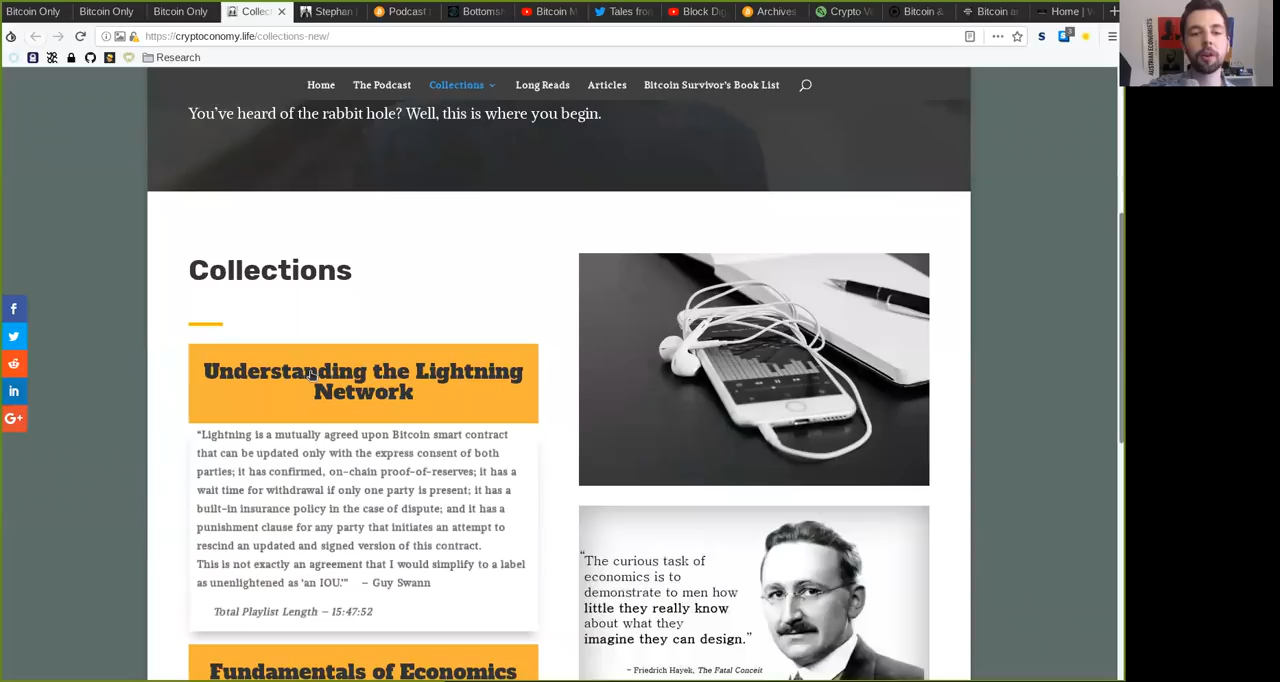 Bitcoin Only
Bitcoin Only
Bitcoin Only
Collec
Stephan
Podcast
Bottoms
Bitcoin M
Tales fro
Block Dig
Archives
Crypto V
Bitcoin &
Bitcoin a
Home |
https://cryptoconomy.life/collections-new/
Research
Home
The Podcast
Collections
Long Reads
Articles
Bitcoin Survivor's Book List
You've heard of the rabbit hole? Well, this is where you begin.
Collections
Understanding the Lightning
Network
“Lightning is a mutually agreed upon Bitcoin smart contract
that can be updated only with the express consent of both
parties; it has confirmed, on-chain proof-of-reserves; it has a
wait time for withdrawal if only one party is present; it has a
built-in insurance policy in the case of dispute; and it has a
punishment clause for any party that initiates an attempt to
rescind an updated and signed version of this contract.
This is not exactly an agreement that I would simplify to a label
as unenlightened as ‘an IOU.’” – Guy Swann
Total Playlist Length – 15:47:52
Fundamentals of Economics
“The curious task of
economics is to
demonstrate to men how
little they really know
about what they
imagine they can design.”
– Friedrich Hayek, The Fatal Conceit
AUSTRIAN ECONOMISTS